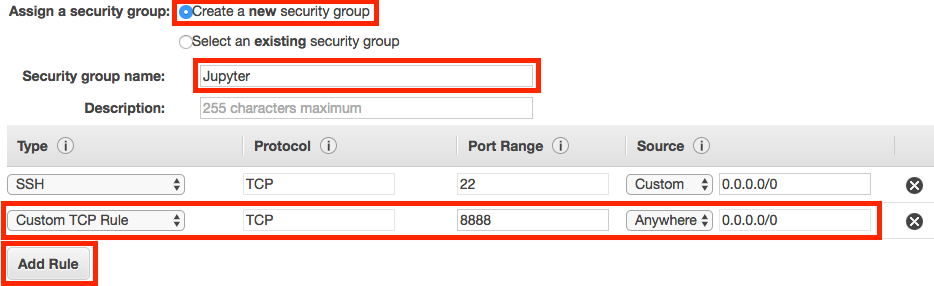 Assign a security group: Create a new security group
Select an existing security group
Security group name: Jupyter
Description: 255 characters maximum
Type i Protocol i Port Range i Source i
SSH TCP 22 Custom 0.0.0.0/0
Custom TCP Rule TCP 8888 Anywhere 0.0.0.0/0
Add Rule